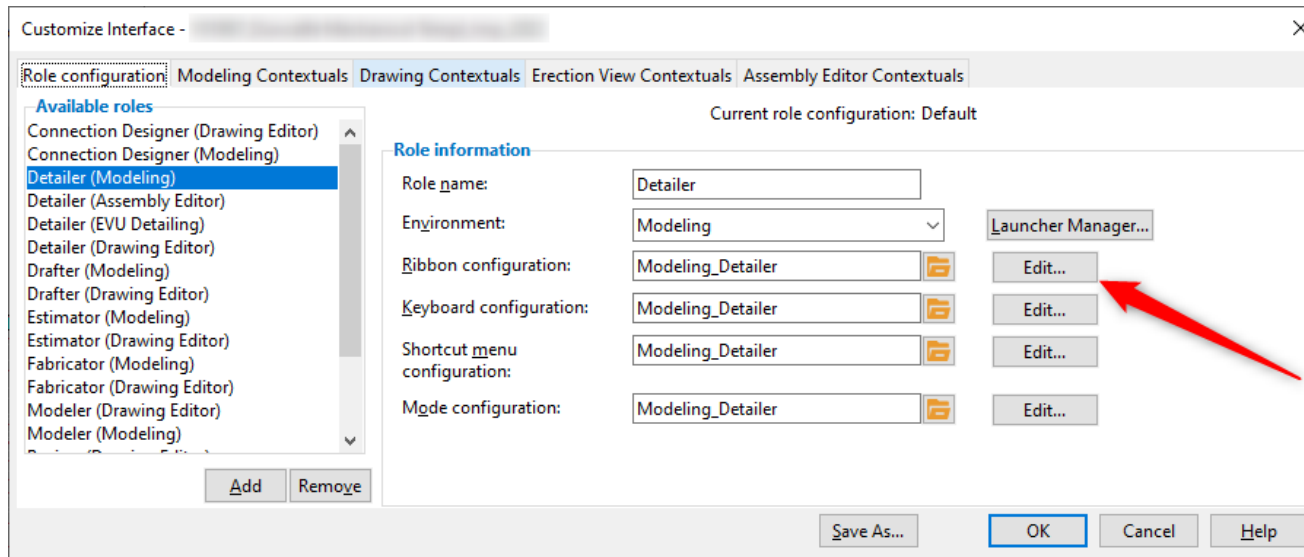 Customize Interface -
Role configuration Modeling Contextuals Drawing Contextuals Erection View Contextuals Assembly Editor Contextuals
Available roles
Connection Designer (Drawing Editor)
Connection Designer (Modeling)
Detailer (Modeling)
Detailer (Assembly Editor)
Detailer (EVU Detailing)
Detailer (Drawing Editor)
Drafter (Modeling)
Drafter (Drawing Editor)
Estimator (Modeling)
Estimator (Drawing Editor)
Fabricator (Modeling)
Fabricator (Drawing Editor)
Modeler (Drawing Editor)
Modeler (Modeling)
Add Remove
Current role configuration: Default
Role information
Role name: Detailer
Environment: Modeling Launcher Manager...
Ribbon configuration: Modeling_Detailer Edit...
Keyboard configuration: Modeling_Detailer Edit...
Shortcut menu
configuration: Modeling_Detailer Edit...
Mode configuration: Modeling_Detailer Edit...
Save As... OK Cancel Help